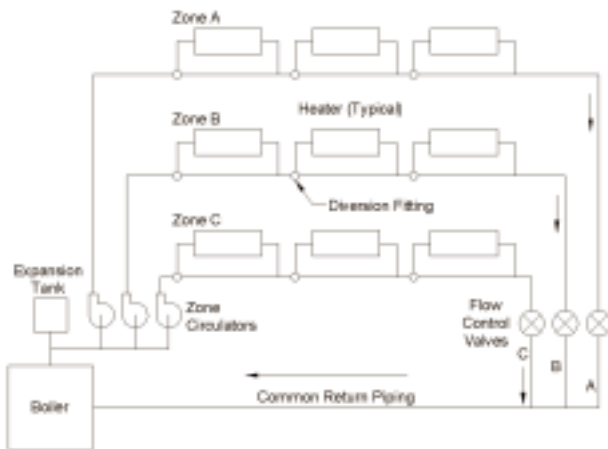 Zone A
Heater (Typical)
Zone B
Diversion Fitting
Zone C
Expansion
Tank
Zone
Circulators
Flow
Control
Valves
C
B
A
Boiler
Common Return Piping